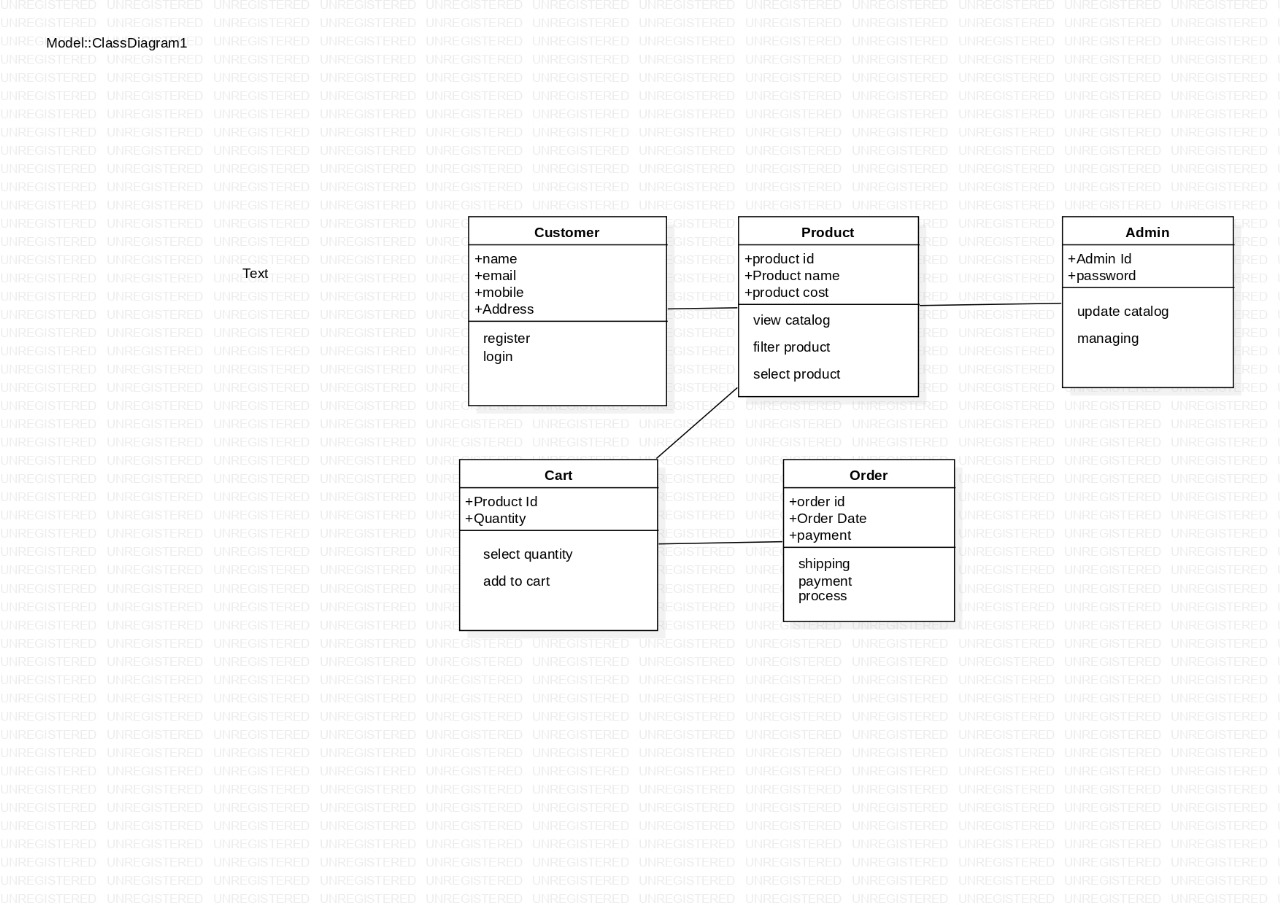 Model::ClassDiagram1
Text
Customer
+name
+email
+mobile
+Address
register
login
Product
+product id
+Product name
+product cost
view catalog
filter product
select product
Admin
+Admin Id
+password
update catalog
managing
Cart
+Product Id
+Quantity
select quantity
add to cart
Order
+order id
+Order Date
+payment
shipping
payment
process
UNREGISTERED